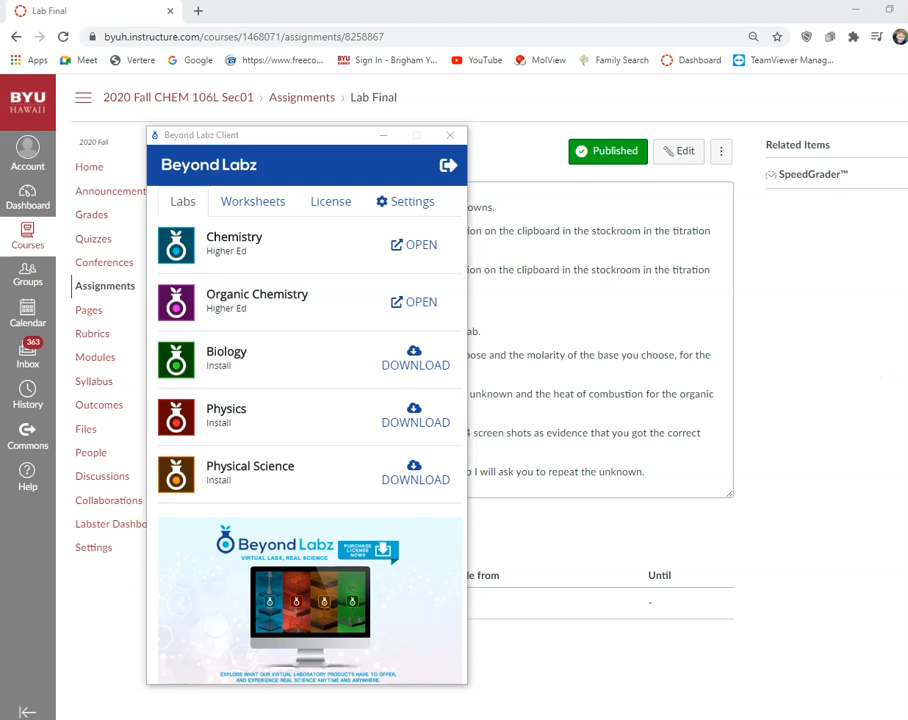 Lab Final
byuh.instructure.com/courses/1468071/assignments/8258867
Apps Meet Vertere Google https://www.freeco... Sign In - Brigham Y... YouTube MolView Family Search Dashboard TeamViewer Manag...
BYU
HAWAII
2020 Fall CHEM 106L Sec01 › Assignments › Lab Final
Account
Dashboard
Courses
Groups
Calendar
363
Inbox
History
Commons
Help
2020 Fall
Home
Announcement
Grades
Quizzes
Conferences
Assignments
Pages
Rubrics
Modules
Syllabus
Outcomes
Files
People
Discussions
Collaborations
Labster Dashbo
Settings
Beyond Labz Client
Beyond Labz
Labs Worksheets License Settings
Chemistry
Higher Ed
OPEN
Organic Chemistry
Higher Ed
OPEN
Biology
Install
DOWNLOAD
Physics
Install
DOWNLOAD
Physical Science
Install
DOWNLOAD
Beyond Labz
VIRTUAL LABS, REAL SCIENCE
PURCHASE
LICENSE
NOW!
EXPLORE WHAT OUR VIRTUAL LABORATORY PRODUCTS HAVE TO OFFER,
AND EXPERIENCE REAL SCIENCE ANYTIME AND ANYWHERE.
Published
Edit
owns.
ion on the clipboard in the stockroom in the titration
ion on the clipboard in the stockroom in the titration
ab.
ose and the molarity of the base you choose, for the
unknown and the heat of combustion for the organic
4 screen shots as evidence that you got the correct
I will ask you to repeat the unknown.
le from Until
-
Related Items
SpeedGrader™